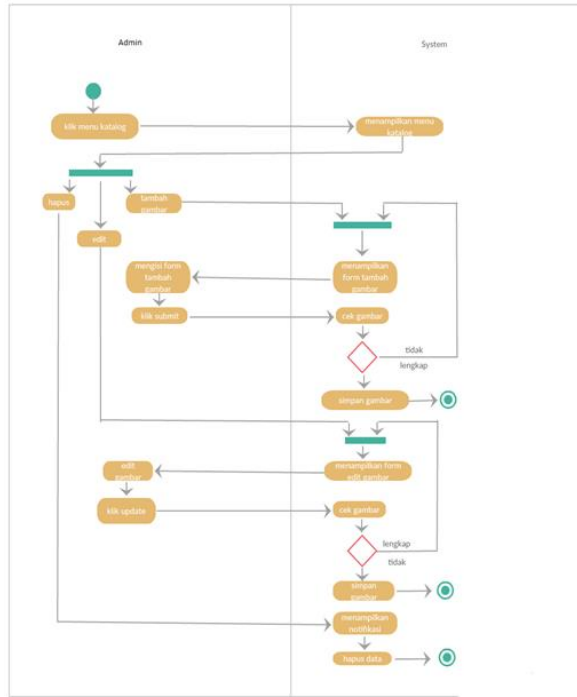 Admin
System
klik menu katalog
menampilkan menu
katalog
hapus
tambah
gambar
edit
mengisi form
tambah
gambar
menampilkan
form tambah
gambar
klik submit
cek gambar
tidak
lengkap
simpan gambar
edit
gambar
menampilkan form
edit gambar
klik update
cek gambar
lengkap
tidak
simpan
gambar
menampilkan
notifikasi
hapus data